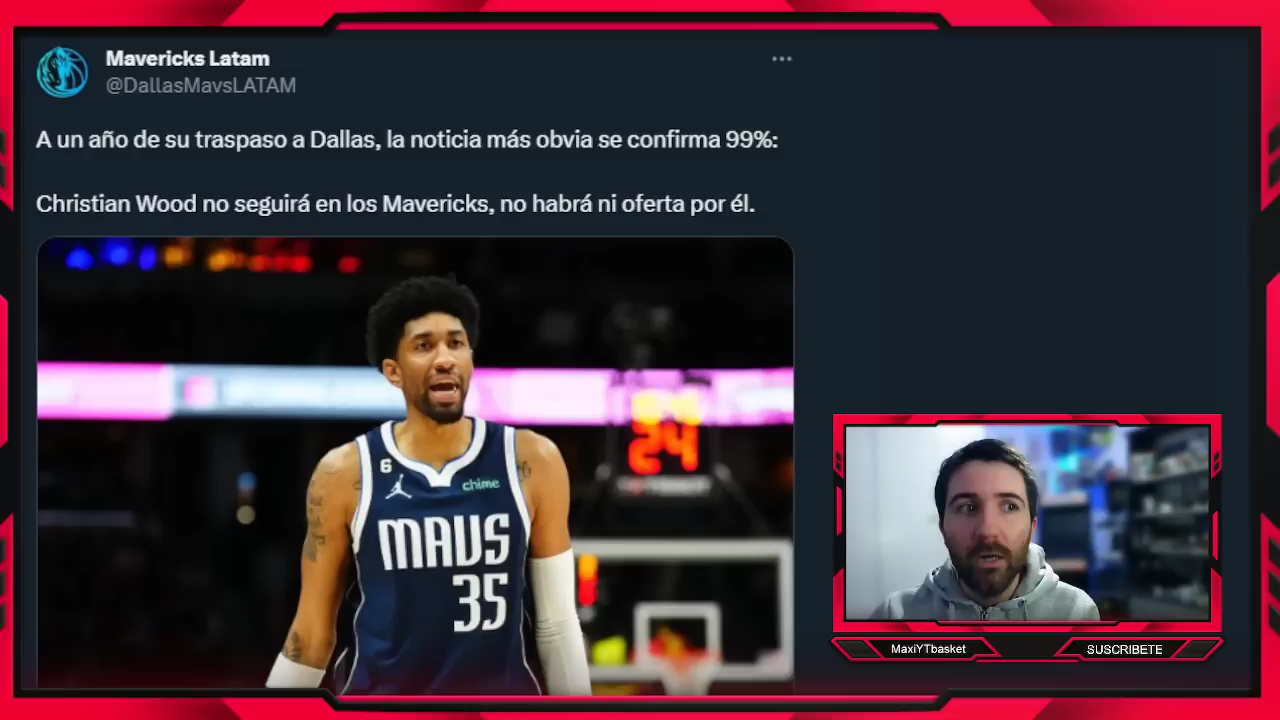 Mavericks Latam
@DallasMavsLATAM
A un año de su traspaso a Dallas, la noticia más obvia se confirma 99%:
Christian Wood no seguirá en los Mavericks, no habrá ni oferta por él.
24
6
chime
MAVS
35
MaxiYTbasket
SUSCRIBETE